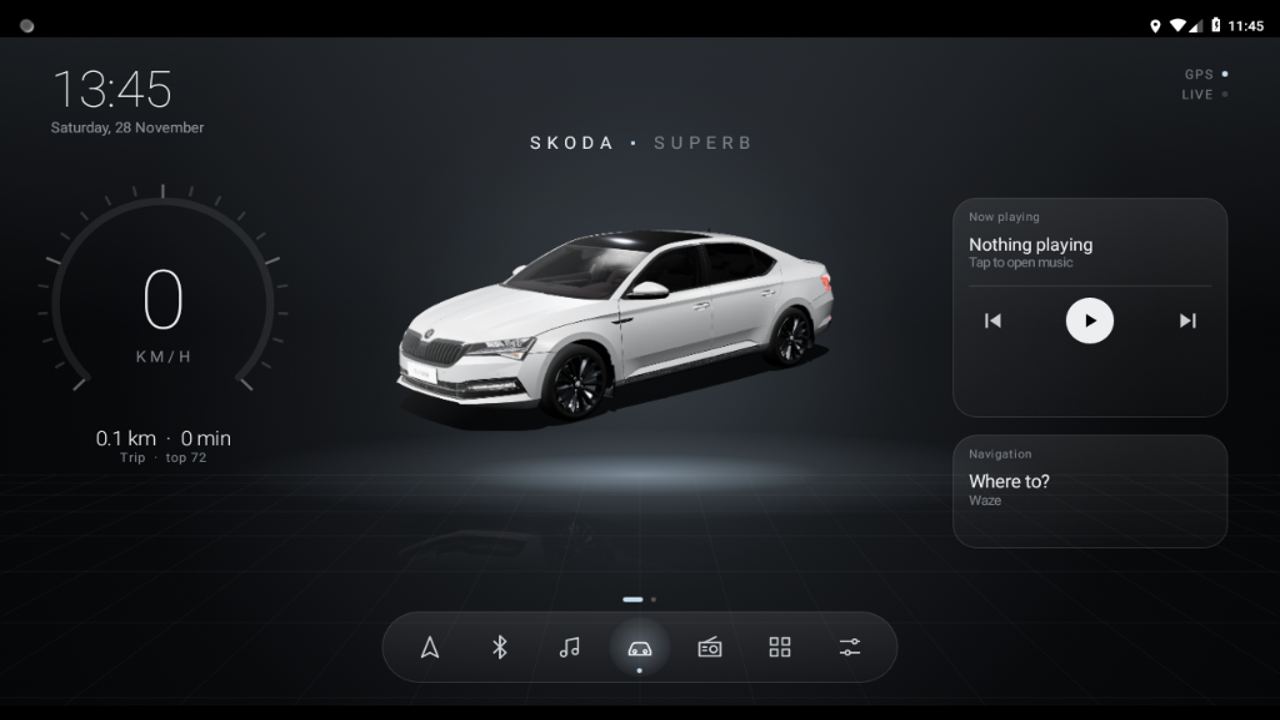 11:45
13:45
Saturday, 28 November
GPS
LIVE
SKODA • SUPERB
0
KM/H
0.1 km · 0 min
Trip · top 72
Now playing
Nothing playing
Tap to open music
Navigation
Where to?
Waze